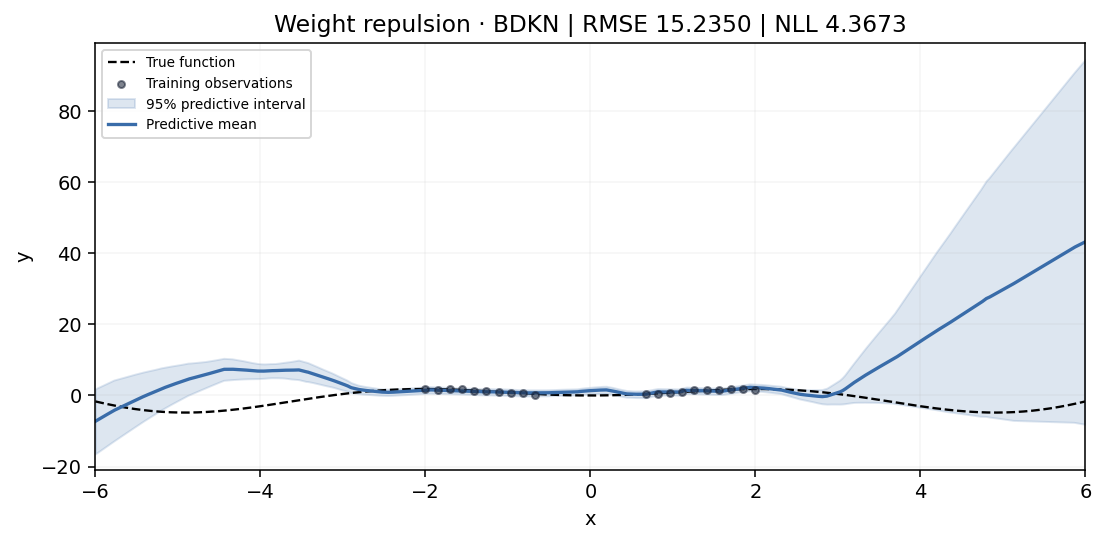 Weight repulsion · BDKN | RMSE 15.2350 | NLL 4.3673
True function
Training observations
95% predictive interval
Predictive mean
80
60
40
20
0
−20
y
−6
−4
−2
0
2
4
6
x